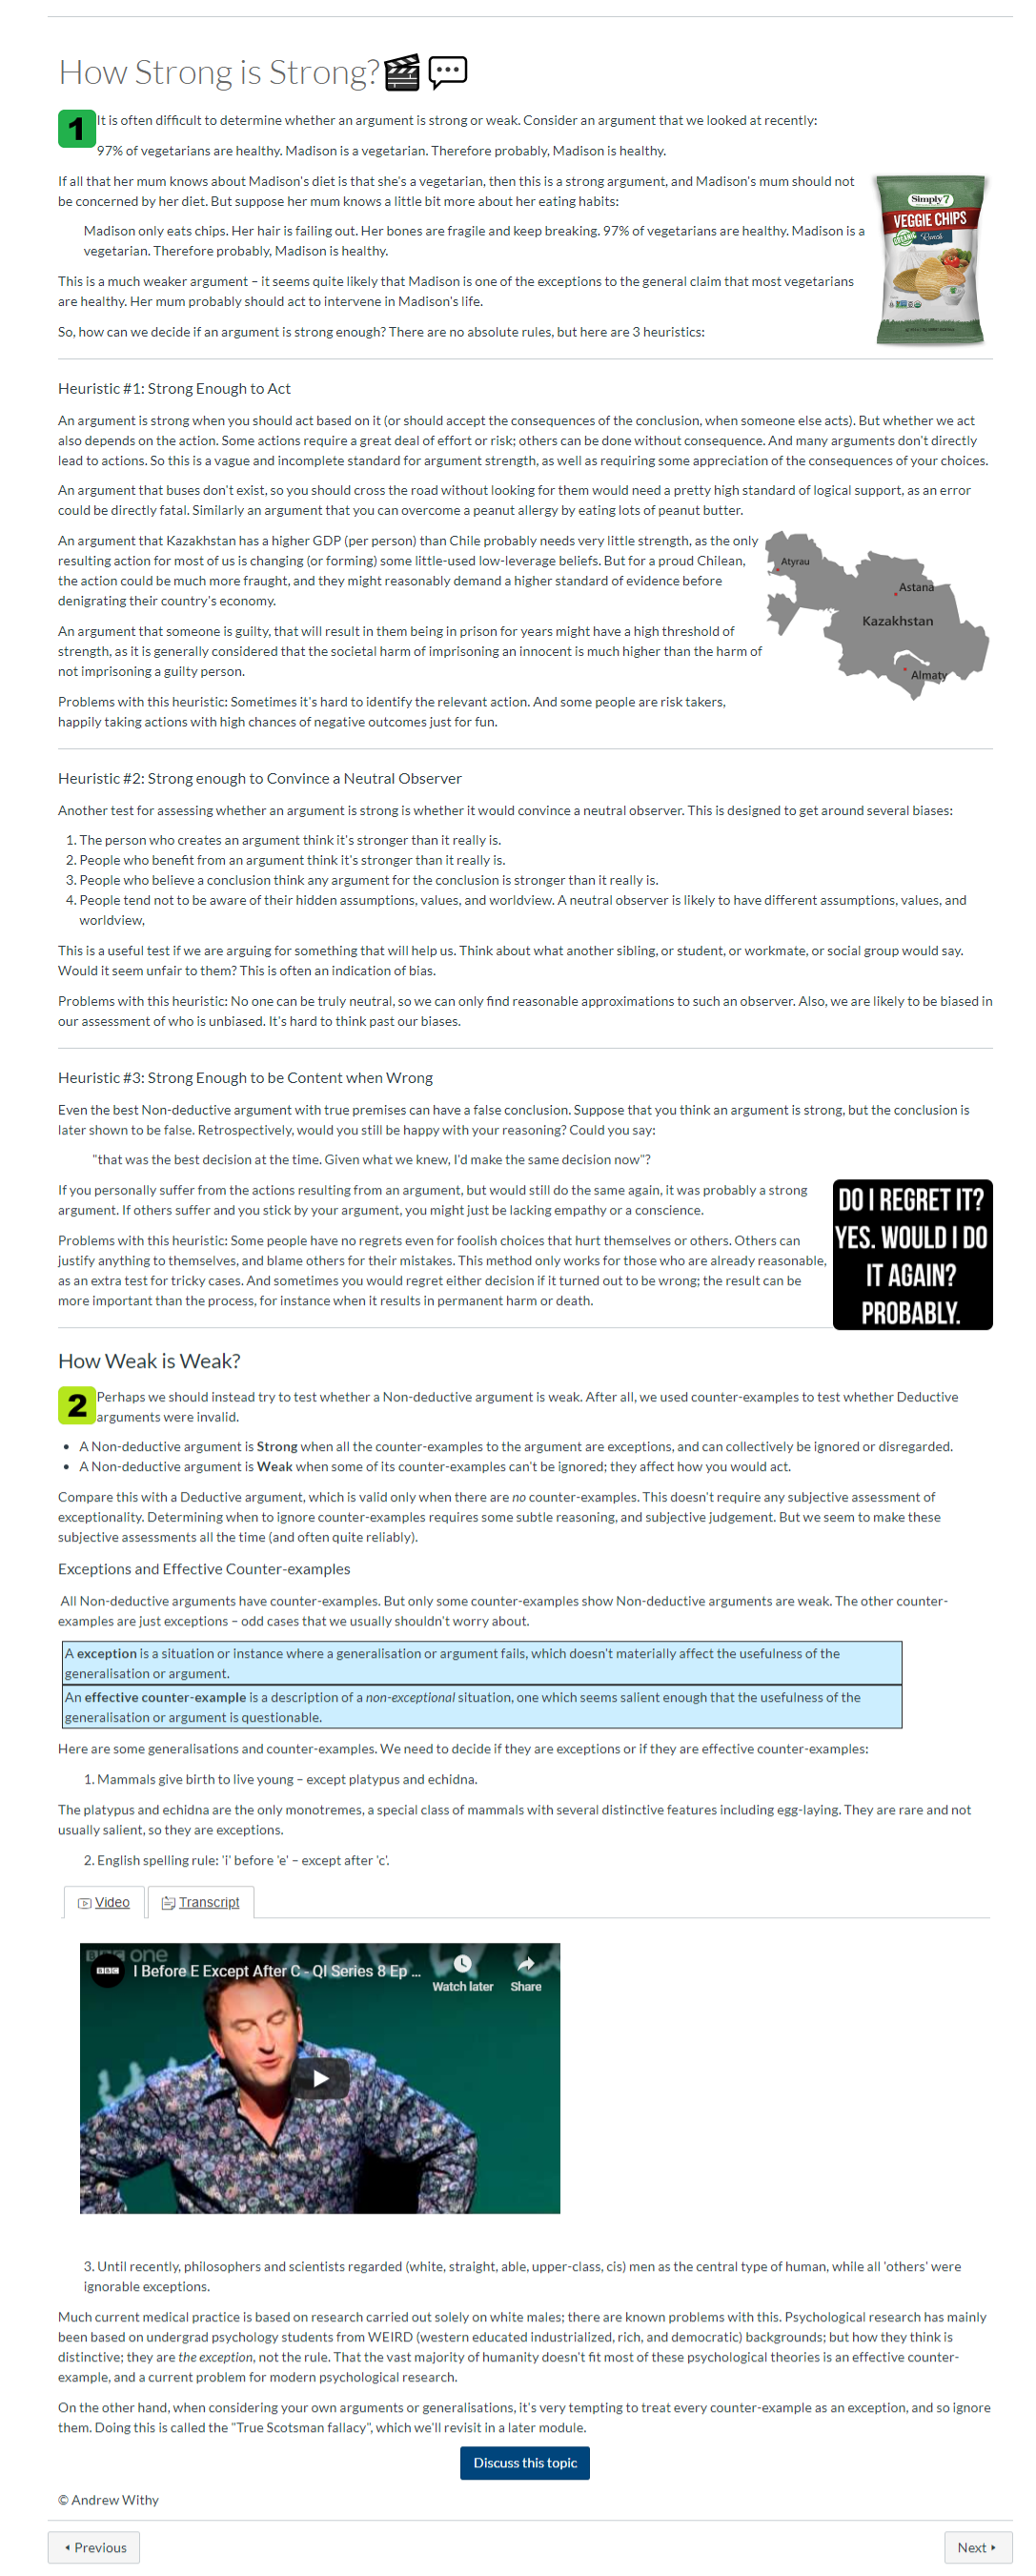 How Strong is Strong?
1
It is often difficult to determine whether an argument is strong or weak. Consider an argument that we looked at recently:
97% of vegetarians are healthy. Madison is a vegetarian. Therefore probably, Madison is healthy.
If all that her mum knows about Madison's diet is that she's a vegetarian, then this is a strong argument, and Madison's mum should not
be concerned by her diet. But suppose her mum knows a little bit more about her eating habits:
Simply7
VEGGIE CHIPS
ORGANIC
Ranch
Madison only eats chips. Her hair is failing out. Her bones are fragile and keep breaking. 97% of vegetarians are healthy. Madison is a
vegetarian. Therefore probably, Madison is healthy.
This is a much weaker argument – it seems quite likely that Madison is one of the exceptions to the general claim that most vegetarians
are healthy. Her mum probably should act to intervene in Madison's life.
So, how can we decide if an argument is strong enough? There are no absolute rules, but here are 3 heuristics:
Heuristic #1: Strong Enough to Act
An argument is strong when you should act based on it (or should accept the consequences of the conclusion, when someone else acts). But whether we act
also depends on the action. Some actions require a great deal of effort or risk; others can be done without consequence. And many arguments don't directly
lead to actions. So this is a vague and incomplete standard for argument strength, as well as requiring some appreciation of the consequences of your choices.
An argument that buses don't exist, so you should cross the road without looking for them would need a pretty high standard of logical support, as an error
could be directly fatal. Similarly an argument that you can overcome a peanut allergy by eating lots of peanut butter.
An argument that Kazakhstan has a higher GDP (per person) than Chile probably needs very little strength, as the only
resulting action for most of us is changing (or forming) some little-used low-leverage beliefs. But for a proud Chilean,
the action could be much more fraught, and they might reasonably demand a higher standard of evidence before
denigrating their country's economy.
Atyrau
Astana
Kazakhstan
Almaty
An argument that someone is guilty, that will result in them being in prison for years might have a high threshold of
strength, as it is generally considered that the societal harm of imprisoning an innocent is much higher than the harm of
not imprisoning a guilty person.
Problems with this heuristic: Sometimes it's hard to identify the relevant action. And some people are risk takers,
happily taking actions with high chances of negative outcomes just for fun.
Heuristic #2: Strong enough to Convince a Neutral Observer
Another test for assessing whether an argument is strong is whether it would convince a neutral observer. This is designed to get around several biases:
1. The person who creates an argument think it's stronger than it really is.
2. People who benefit from an argument think it's stronger than it really is.
3. People who believe a conclusion think any argument for the conclusion is stronger than it really is.
4. People tend not to be aware of their hidden assumptions, values, and worldview. A neutral observer is likely to have different assumptions, values, and
worldview,
This is a useful test if we are arguing for something that will help us. Think about what another sibling, or student, or workmate, or social group would say.
Would it seem unfair to them? This is often an indication of bias.
Problems with this heuristic: No one can be truly neutral, so we can only find reasonable approximations to such an observer. Also, we are likely to be biased in
our assessment of who is unbiased. It's hard to think past our biases.
Heuristic #3: Strong Enough to be Content when Wrong
Even the best Non-deductive argument with true premises can have a false conclusion. Suppose that you think an argument is strong, but the conclusion is
later shown to be false. Retrospectively, would you still be happy with your reasoning? Could you say:
"that was the best decision at the time. Given what we knew, I'd make the same decision now"?
If you personally suffer from the actions resulting from an argument, but would still do the same again, it was probably a strong
argument. If others suffer and you stick by your argument, you might just be lacking empathy or a conscience.
DO I REGRET IT?
YES. WOULD I DO
IT AGAIN?
PROBABLY.
Problems with this heuristic: Some people have no regrets even for foolish choices that hurt themselves or others. Others can
justify anything to themselves, and blame others for their mistakes. This method only works for those who are already reasonable,
as an extra test for tricky cases. And sometimes you would regret either decision if it turned out to be wrong; the result can be
more important than the process, for instance when it results in permanent harm or death.
How Weak is Weak?
2
Perhaps we should instead try to test whether a Non-deductive argument is weak. After all, we used counter-examples to test whether Deductive
arguments were invalid.
• A Non-deductive argument is Strong when all the counter-examples to the argument are exceptions, and can collectively be ignored or disregarded.
• A Non-deductive argument is Weak when some of its counter-examples can't be ignored; they affect how you would act.
Compare this with a Deductive argument, which is valid only when there are no counter-examples. This doesn't require any subjective assessment of
exceptionality. Determining when to ignore counter-examples requires some subtle reasoning, and subjective judgement. But we seem to make these
subjective assessments all the time (and often quite reliably).
Exceptions and Effective Counter-examples
All Non-deductive arguments have counter-examples. But only some counter-examples show Non-deductive arguments are weak. The other counter-
examples are just exceptions – odd cases that we usually shouldn't worry about.
A exception is a situation or instance where a generalisation or argument fails, which doesn't materially affect the usefulness of the
generalisation or argument.
An effective counter-example is a description of a non-exceptional situation, one which seems salient enough that the usefulness of the
generalisation or argument is questionable.
Here are some generalisations and counter-examples. We need to decide if they are exceptions or if they are effective counter-examples:
1. Mammals give birth to live young – except platypus and echidna.
The platypus and echidna are the only monotremes, a special class of mammals with several distinctive features including egg-laying. They are rare and not
usually salient, so they are exceptions.
2. English spelling rule: 'i' before 'e' – except after 'c'.
Video
Transcript
BBC one
BBC
I Before E Except After C - QI Series 8 Ep ...
Watch later
Share
3. Until recently, philosophers and scientists regarded (white, straight, able, upper-class, cis) men as the central type of human, while all 'others' were
ignorable exceptions.
Much current medical practice is based on research carried out solely on white males; there are known problems with this. Psychological research has mainly
been based on undergrad psychology students from WEIRD (western educated industrialized, rich, and democratic) backgrounds; but how they think is
distinctive; they are the exception, not the rule. That the vast majority of humanity doesn't fit most of these psychological theories is an effective counter-
example, and a current problem for modern psychological research.
On the other hand, when considering your own arguments or generalisations, it's very tempting to treat every counter-example as an exception, and so ignore
them. Doing this is called the "True Scotsman fallacy", which we'll revisit in a later module.
Discuss this topic
© Andrew Withy
Previous
Next